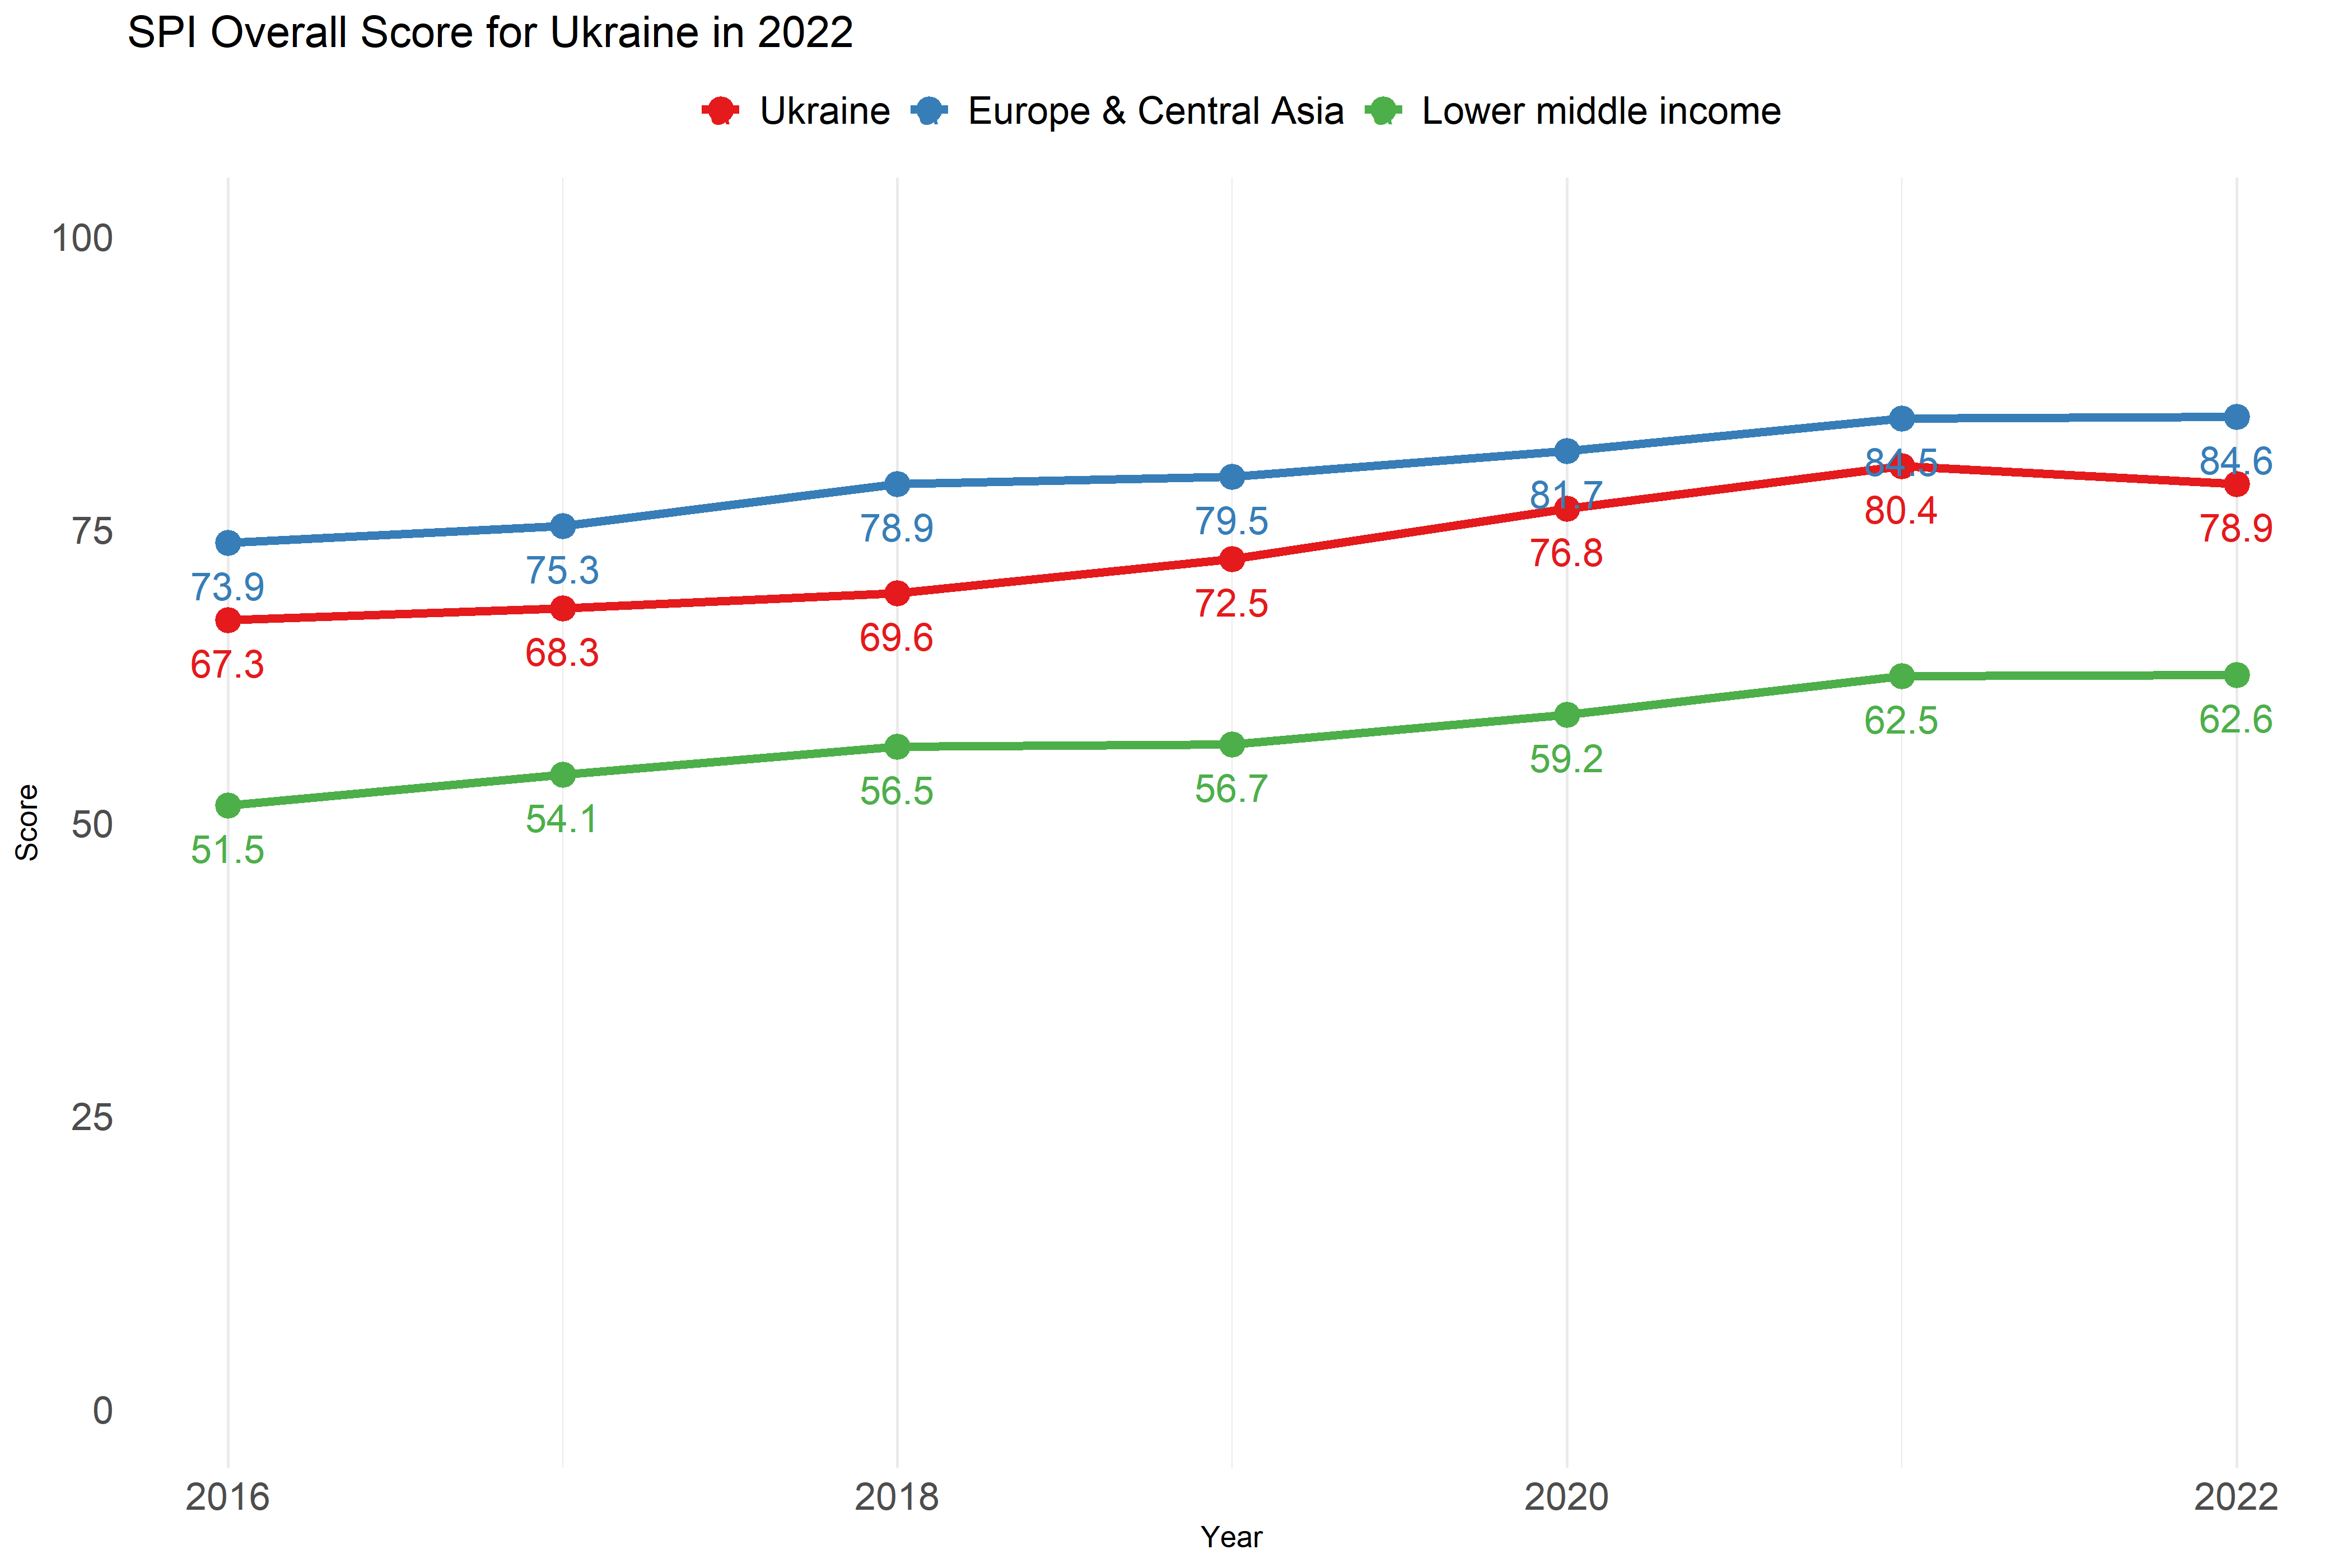 SPI Overall Score for Ukraine in 2022
Ukraine Europe & Central Asia Lower middle income
100
75
50
25
0
Score
73.9 75.3 78.9 79.5 81.7 84.5 84.6
67.3 68.3 69.6 72.5 76.8 80.4 78.9
51.5 54.1 56.5 56.7 59.2 62.5 62.6
2016 2018 2020 2022
Year